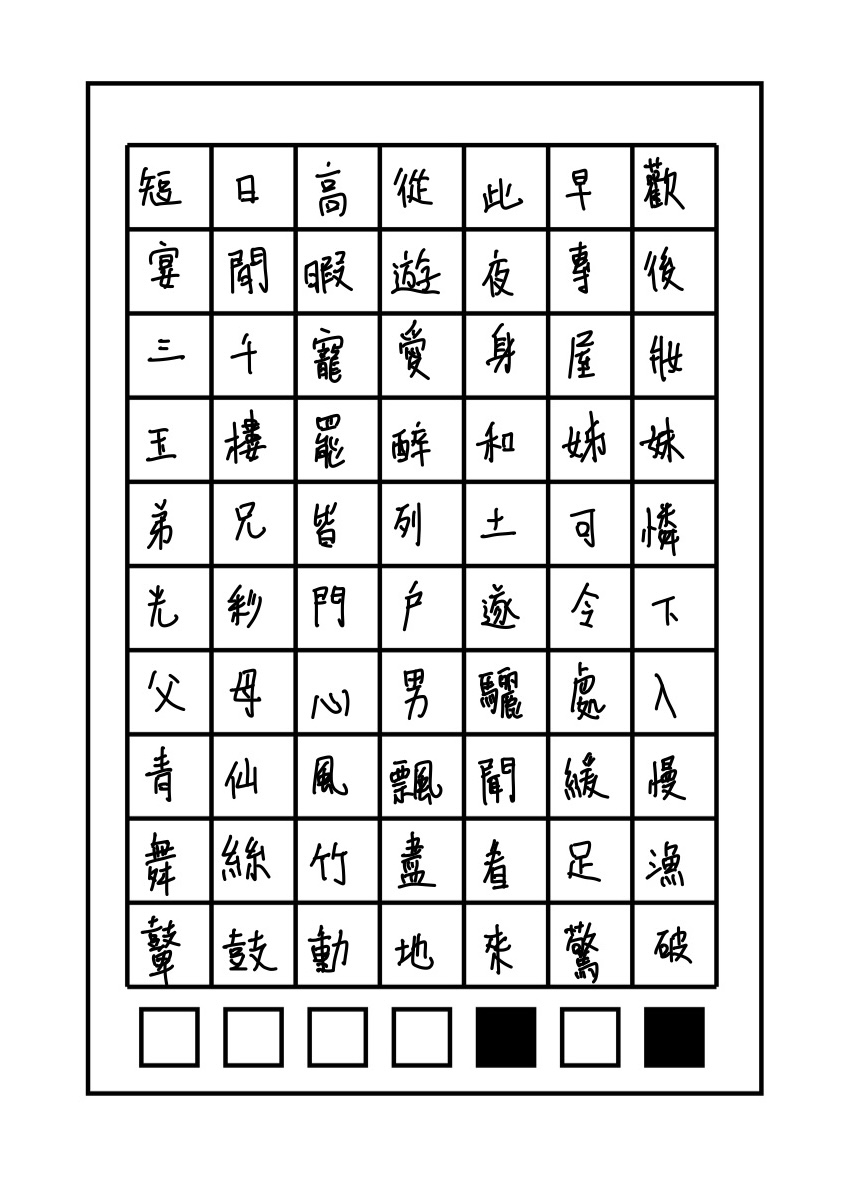 短日高從此早歡
宴閒暇遊夜專後
三千寵愛身屋妝
玉樓罷醉和姊妹
弟兄皆列土可憐
光彩門戶遂令下
父母心男驪處入
青仙風飄聞緩慢
舞絲竹盡看足漁
鼙鼓動地來驚破